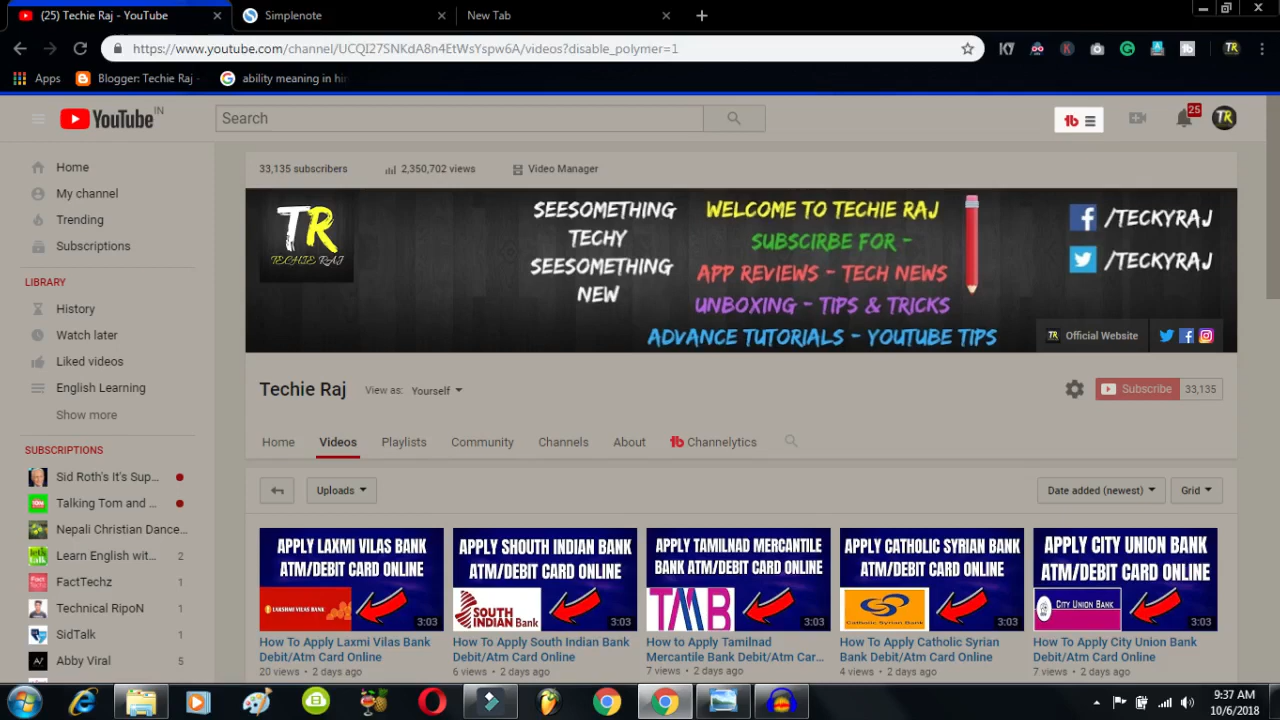 (25) Techie Raj - YouTube
Simplenote
New Tab
https://www.youtube.com/channel/UCQI27SNKdA8n4EtWsYspw6A/videos?disable_polymer=1
Apps
Blogger: Techie Raj -
ability meaning in hin
YouTube IN
Search
25
Home
My channel
Trending
Subscriptions
LIBRARY
History
Watch later
Liked videos
English Learning
Show more
SUBSCRIPTIONS
Sid Roth's It's Sup...
Talking Tom and ...
Nepali Christian Dance...
Learn English wit... 2
FactTechz 1
Technical RipoN 1
SidTalk 1
Abby Viral 5
33,135 subscribers
2,350,702 views
Video Manager
TR
TECHIE RAJ
SEESOMETHING
TECHY
SEESOMETHING
NEW
WELCOME TO TECHIE RAJ
SUBSCIRBE FOR -
APP REVIEWS - TECH NEWS
UNBOXING - TIPS & TRICKS
ADVANCE TUTORIALS - YOUTUBE TIPS
/TECKYRAJ
/TECKYRAJ
Official Website
Techie Raj
View as: Yourself
Subscribe 33,135
Home
Videos
Playlists
Community
Channels
About
Channelytics
Uploads
Date added (newest)
Grid
APPLY LAXMI VILAS BANK
ATM/DEBIT CARD ONLINE
LAKSHMI VILAS BANK
3:03
How To Apply Laxmi Vilas Bank
Debit/Atm Card Online
20 views • 2 days ago
APPLY SHOUTH INDIAN BANK
ATM/DEBIT CARD ONLINE
SOUTH
INDIAN Bank
3:03
How To Apply South Indian Bank
Debit/Atm Card Online
6 views • 2 days ago
APPLY TAMILNAD MERCANTILE
BANK ATM/DEBIT CARD ONLINE
TMB
3:03
How to Apply Tamilnad
Mercantile Bank Debit/Atm Car...
7 views • 2 days ago
APPLY CATHOLIC SYRIAN BANK
ATM/DEBIT CARD ONLINE
Catholic Syrian Bank
3:03
How To Apply Catholic Syrian
Bank Debit/Atm Card Online
4 views • 2 days ago
APPLY CITY UNION BANK
ATM/DEBIT CARD ONLINE
CITY UNION BANK
3:03
How To Apply City Union Bank
Debit/Atm Card Online
7 views • 2 days ago
9:37 AM
10/6/2018